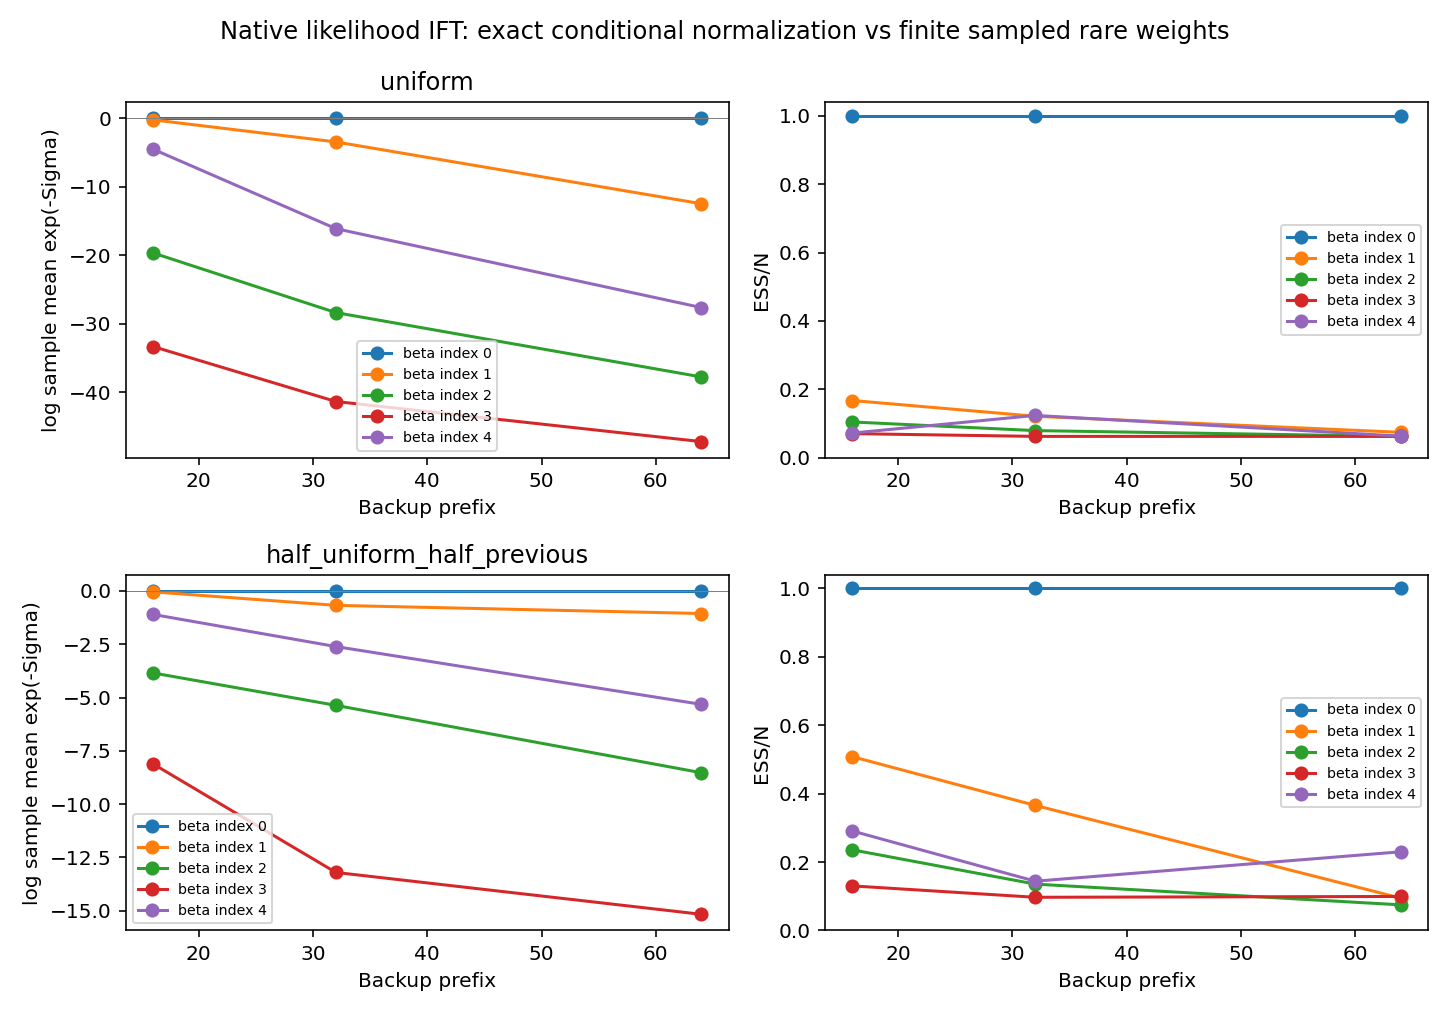 Native likelihood IFT: exact conditional normalization vs finite sampled rare weights
uniform
log sample mean exp(-Sigma)
0
−10
−20
−30
−40
beta index 0
beta index 1
beta index 2
beta index 3
beta index 4
20 30 40 50 60
Backup prefix
ESS/N
1.0
0.8
0.6
0.4
0.2
0.0
beta index 0
beta index 1
beta index 2
beta index 3
beta index 4
20 30 40 50 60
Backup prefix
half_uniform_half_previous
log sample mean exp(-Sigma)
0.0
−2.5
−5.0
−7.5
−10.0
−12.5
−15.0
beta index 0
beta index 1
beta index 2
beta index 3
beta index 4
20 30 40 50 60
Backup prefix
ESS/N
1.0
0.8
0.6
0.4
0.2
0.0
beta index 0
beta index 1
beta index 2
beta index 3
beta index 4
20 30 40 50 60
Backup prefix